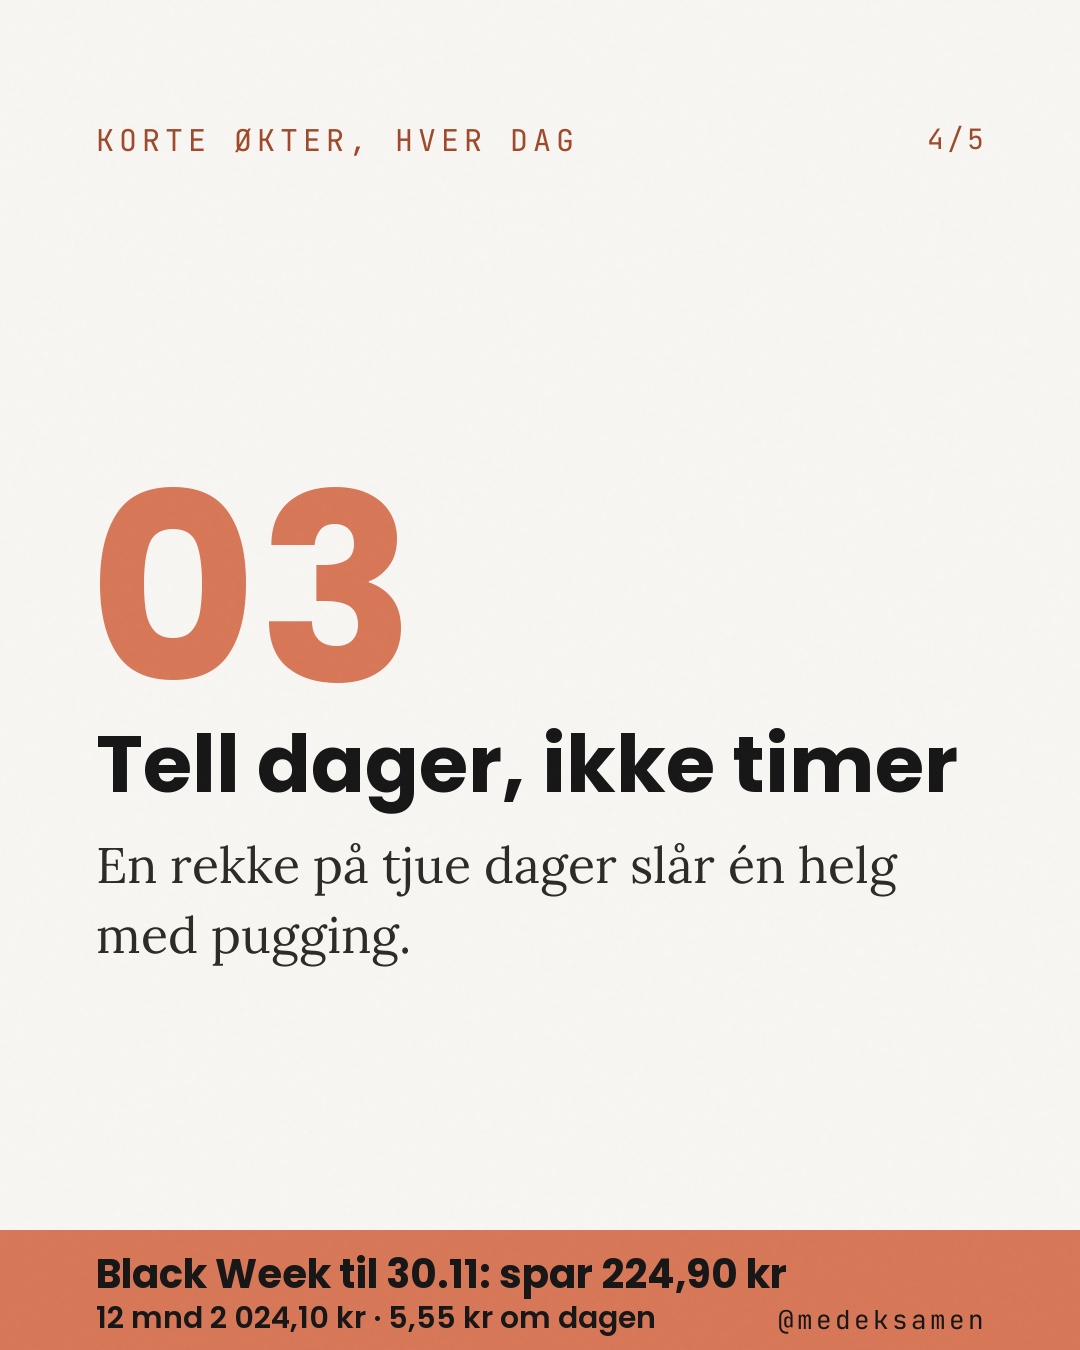 KORTE ØKTER, HVER DAG
4/5
03
Tell dager, ikke timer
En rekke på tjue dager slår én helg
med pugging.
Black Week til 30.11: spar 224,90 kr
12 mnd 2 024,10 kr · 5,55 kr om dagen
@medeksamen